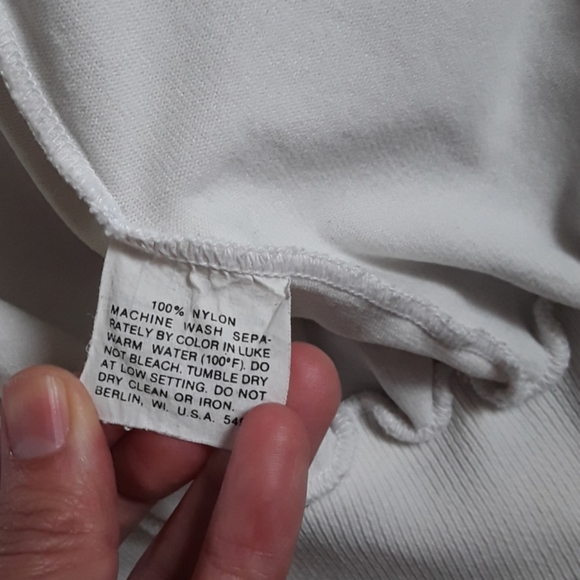 100% NYLON
MACHINE WASH SEPA-
RATELY BY COLOR IN LUKE
WARM WATER (100°F). DO
NOT BLEACH. TUMBLE DRY
AT LOW SETTING. DO NOT
DRY CLEAN OR IRON.
BERLIN, WI. U.S.A.